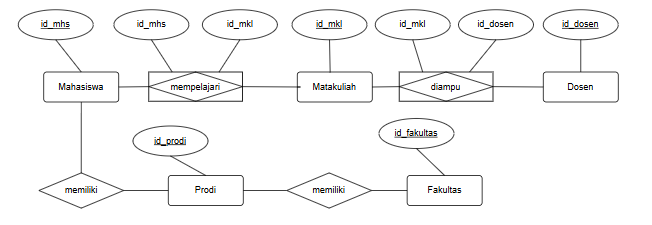 id_mhs
id_mhs
id_mkl
id_mkl
id_mkl
id_dosen
id_dosen
Mahasiswa
mempelajari
Matakuliah
diampu
Dosen
id_prodi
id_fakultas
memiliki
Prodi
memiliki
Fakultas